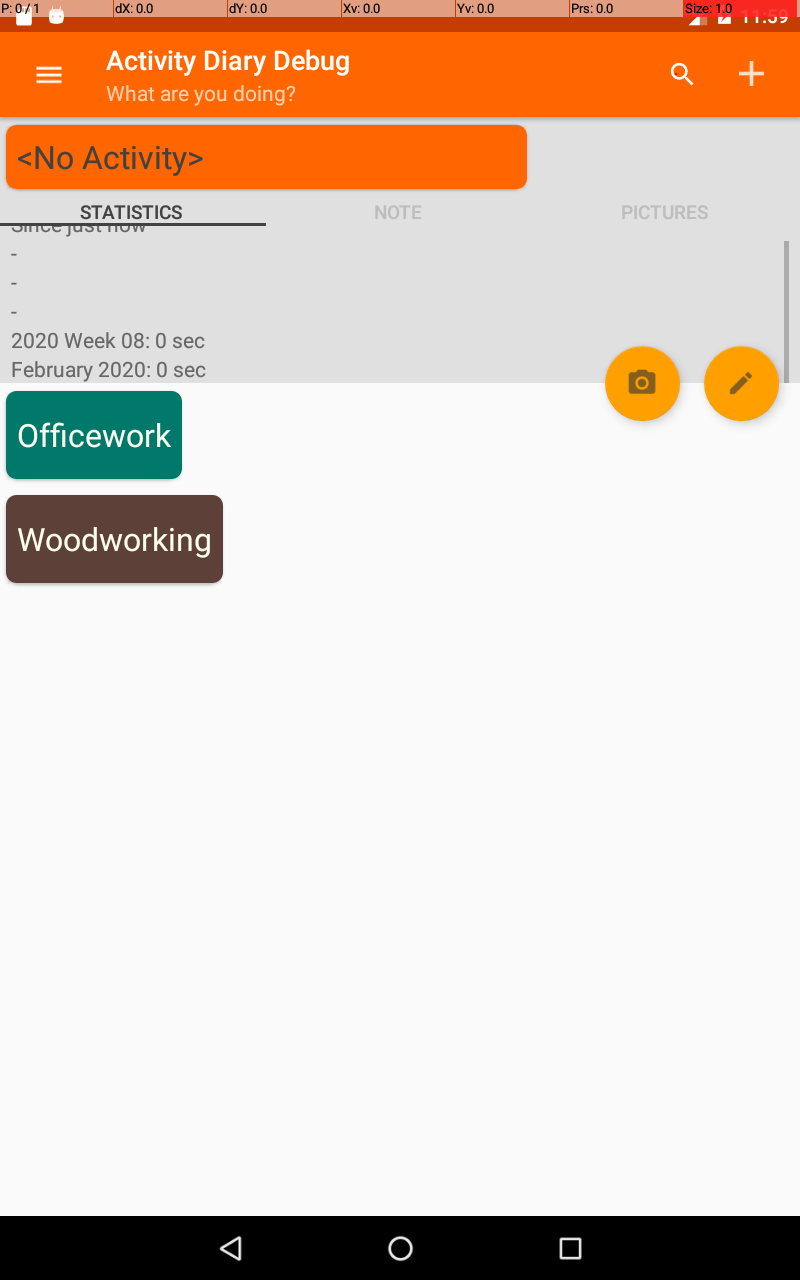 P: 0 / 1 dX: 0.0 dY: 0.0 Xv: 0.0 Yv: 0.0 Prs: 0.0 Size: 1.0
11:59
Activity Diary Debug
What are you doing?
<No Activity>
STATISTICS NOTE PICTURES
Since just now
-
-
-
2020 Week 08: 0 sec
February 2020: 0 sec
Officework
Woodworking